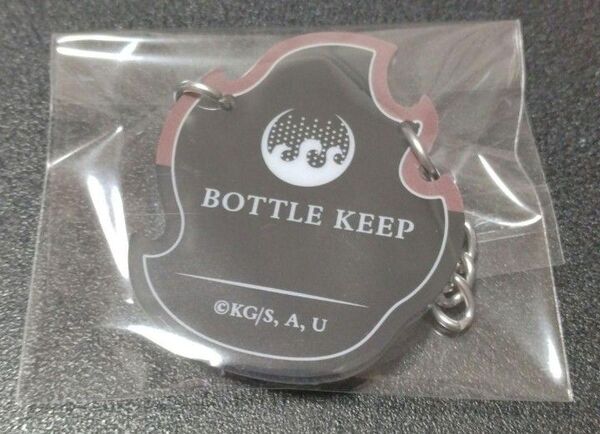 BOTTLE KEEP
©KG/S, A, U